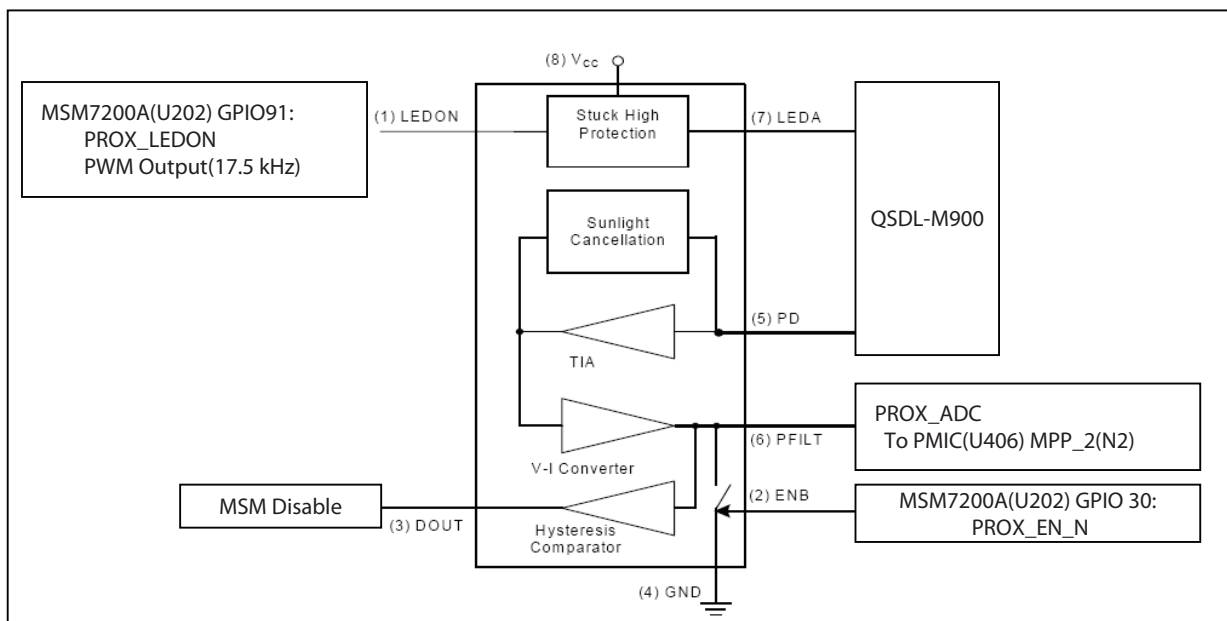 (8) Vcc
MSM7200A(U202) GPIO91:
PROX_LEDON
PWM Output(17.5 kHz)
(1) LEDON
Stuck High
Protection
(7) LEDA
QSDL-M900
Sunlight
Cancellation
(5) PD
TIA
V-I Converter
(6) PFILT
PROX_ADC
To PMIC(U406) MPP_2(N2)
MSM Disable
(3) DOUT
Hysteresis
Comparator
(2) ENB
MSM7200A(U202) GPIO 30:
PROX_EN_N
(4) GND